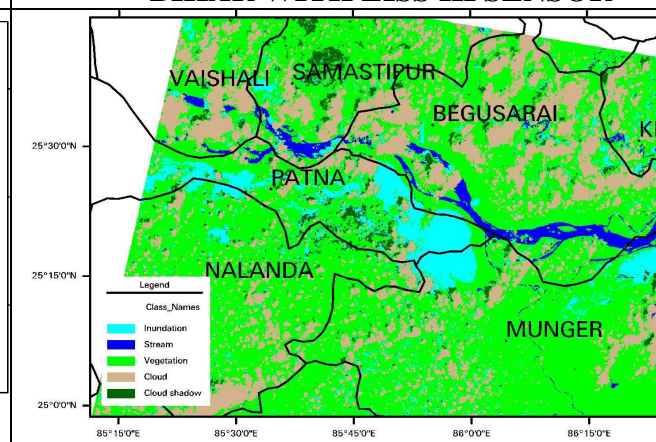 VAISHALI
SAMASTIPUR
BEGUSARAI
K
25°30'0"N
PATNA
25°15'0"N
NALANDA
Legend
Class_Names
MUNGER
Inundation
Stream
Vegetation
Cloud
Cloud shadow
25°0'0"N
85°15'0"E 85°30'0"E 85°45'0"E 86°0'0"E 86°15'0"E